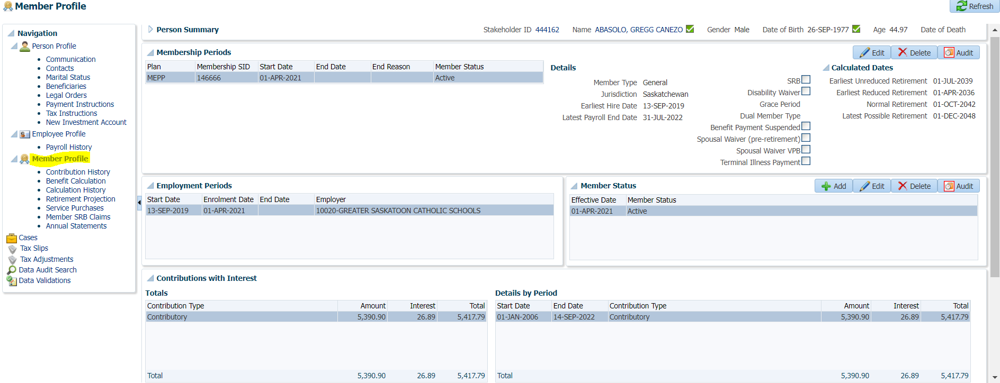 Member Profile
Refresh
Navigation
Person Profile
Communication
Contacts
Marital Status
Beneficiaries
Legal Orders
Payment Instructions
Tax Instructions
New Investment Account
Employee Profile
Payroll History
Member Profile
Contribution History
Benefit Calculation
Calculation History
Retirement Projection
Service Purchases
Member SRB Claims
Annual Statements
Cases
Tax Slips
Tax Adjustments
Data Audit Search
Data Validations
Person Summary Stakeholder ID 444162 Name ABASOLO, GREGG CANEZO Gender Male Date of Birth 26-SEP-1977 Age 44.97 Date of Death
Membership Periods Edit Delete Audit
Plan Membership SID Start Date End Date End Reason Member Status
MEPP 146666 01-APR-2021 Active
Details
Member Type General
Jurisdiction Saskatchewan
Earliest Hire Date 13-SEP-2019
Latest Payroll End Date 31-JUL-2022
SRB
Disability Waiver
Grace Period
Dual Member Type
Benefit Payment Suspended
Spousal Waiver (pre-retirement)
Spousal Waiver VPB
Terminal Illness Payment
Calculated Dates
Earliest Unreduced Retirement 01-JUL-2039
Earliest Reduced Retirement 01-APR-2036
Normal Retirement 01-OCT-2042
Latest Possible Retirement 01-DEC-2048
Employment Periods
Start Date Enrolment Date End Date Employer
13-SEP-2019 01-APR-2021 10020-GREATER SASKATOON CATHOLIC SCHOOLS
Member Status Add Edit Delete Audit
Effective Date Member Status
01-APR-2021 Active
Contributions with Interest
Totals
Contribution Type Amount Interest Total
Contributory 5,390.90 26.89 5,417.79
Total 5,390.90 26.89 5,417.79
Details by Period
Start Date End Date Contribution Type Amount Interest Total
01-JAN-2006 14-SEP-2022 Contributory 5,390.90 26.89 5,417.79
Total 5,390.90 26.89 5,417.79